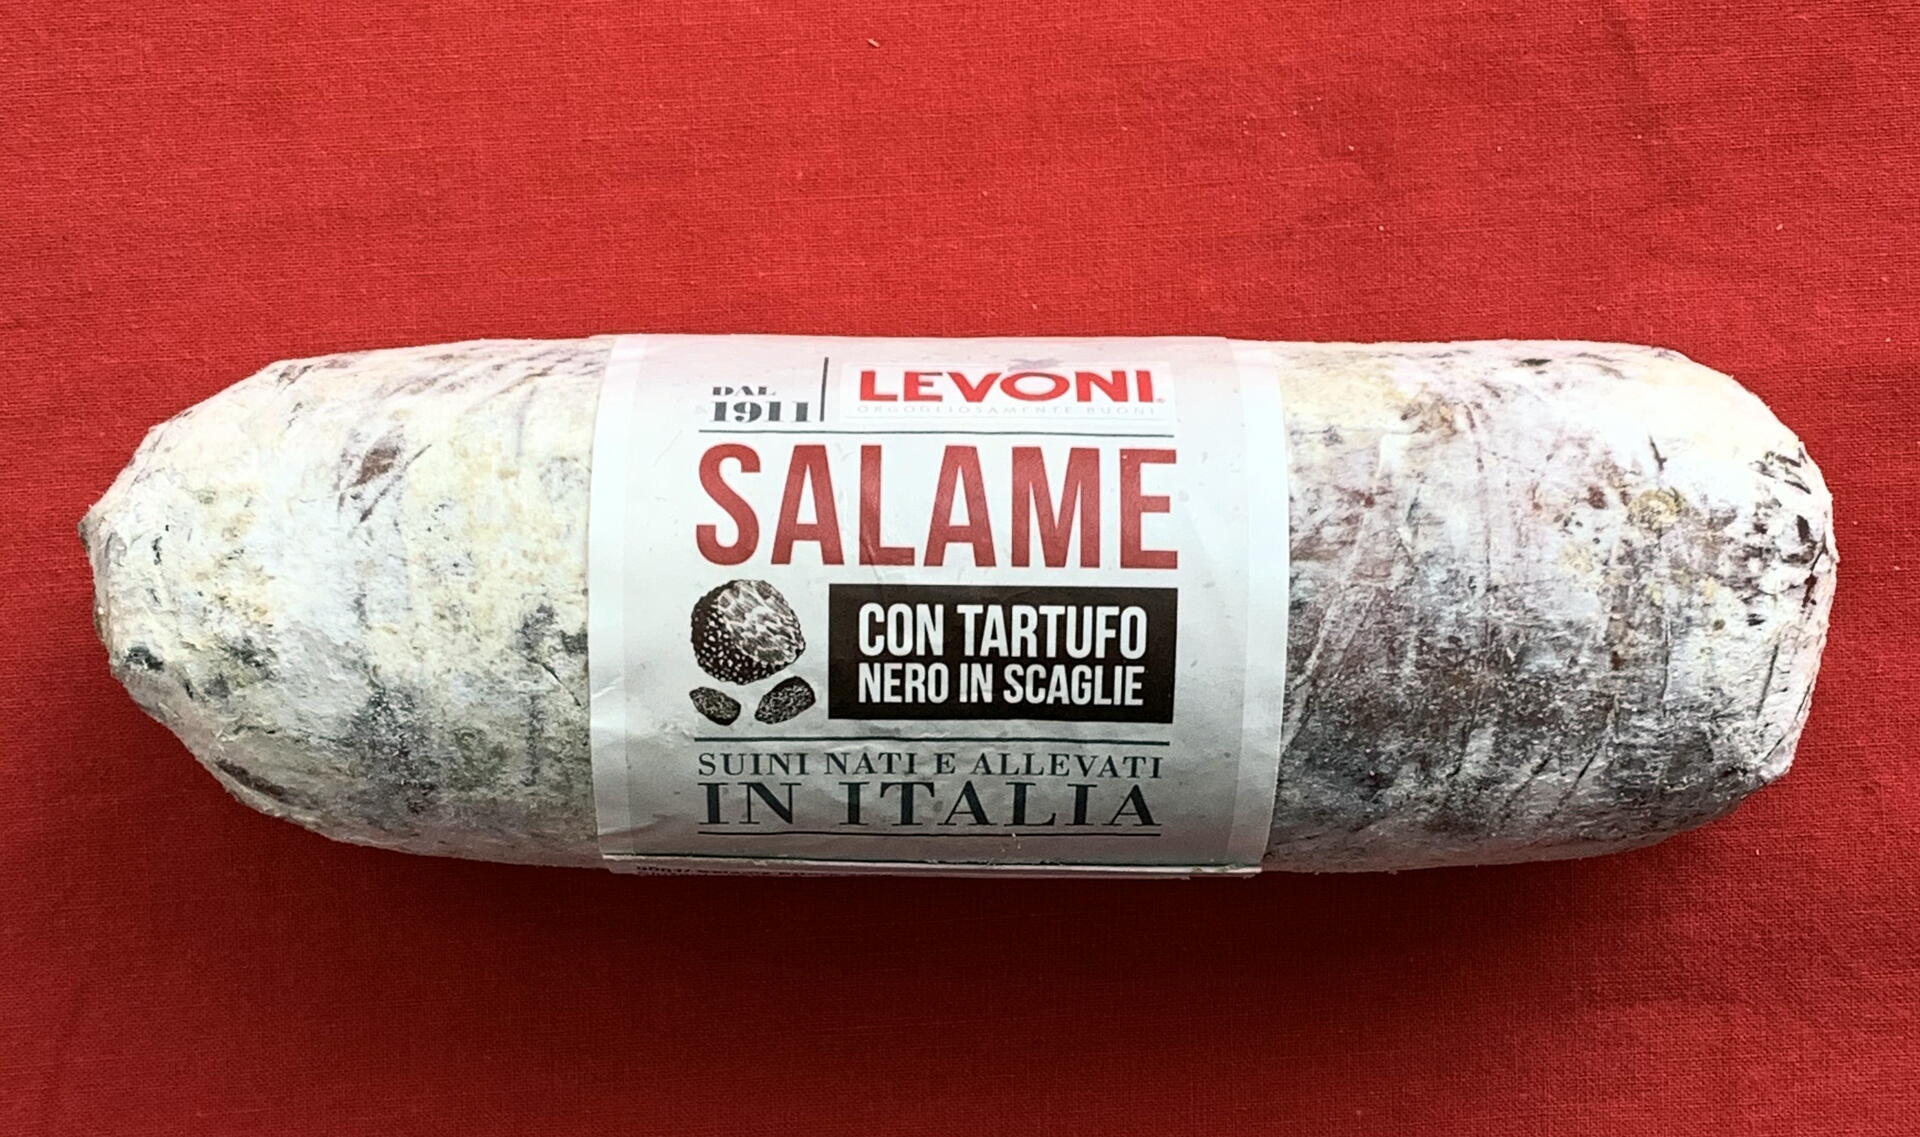 DAL
1911
LEVONI
ORGOGLIOSAMENTE BUONI
SALAME
CON TARTUFO
NERO IN SCAGLIE
SUINI NATI E ALLEVATI
IN ITALIA